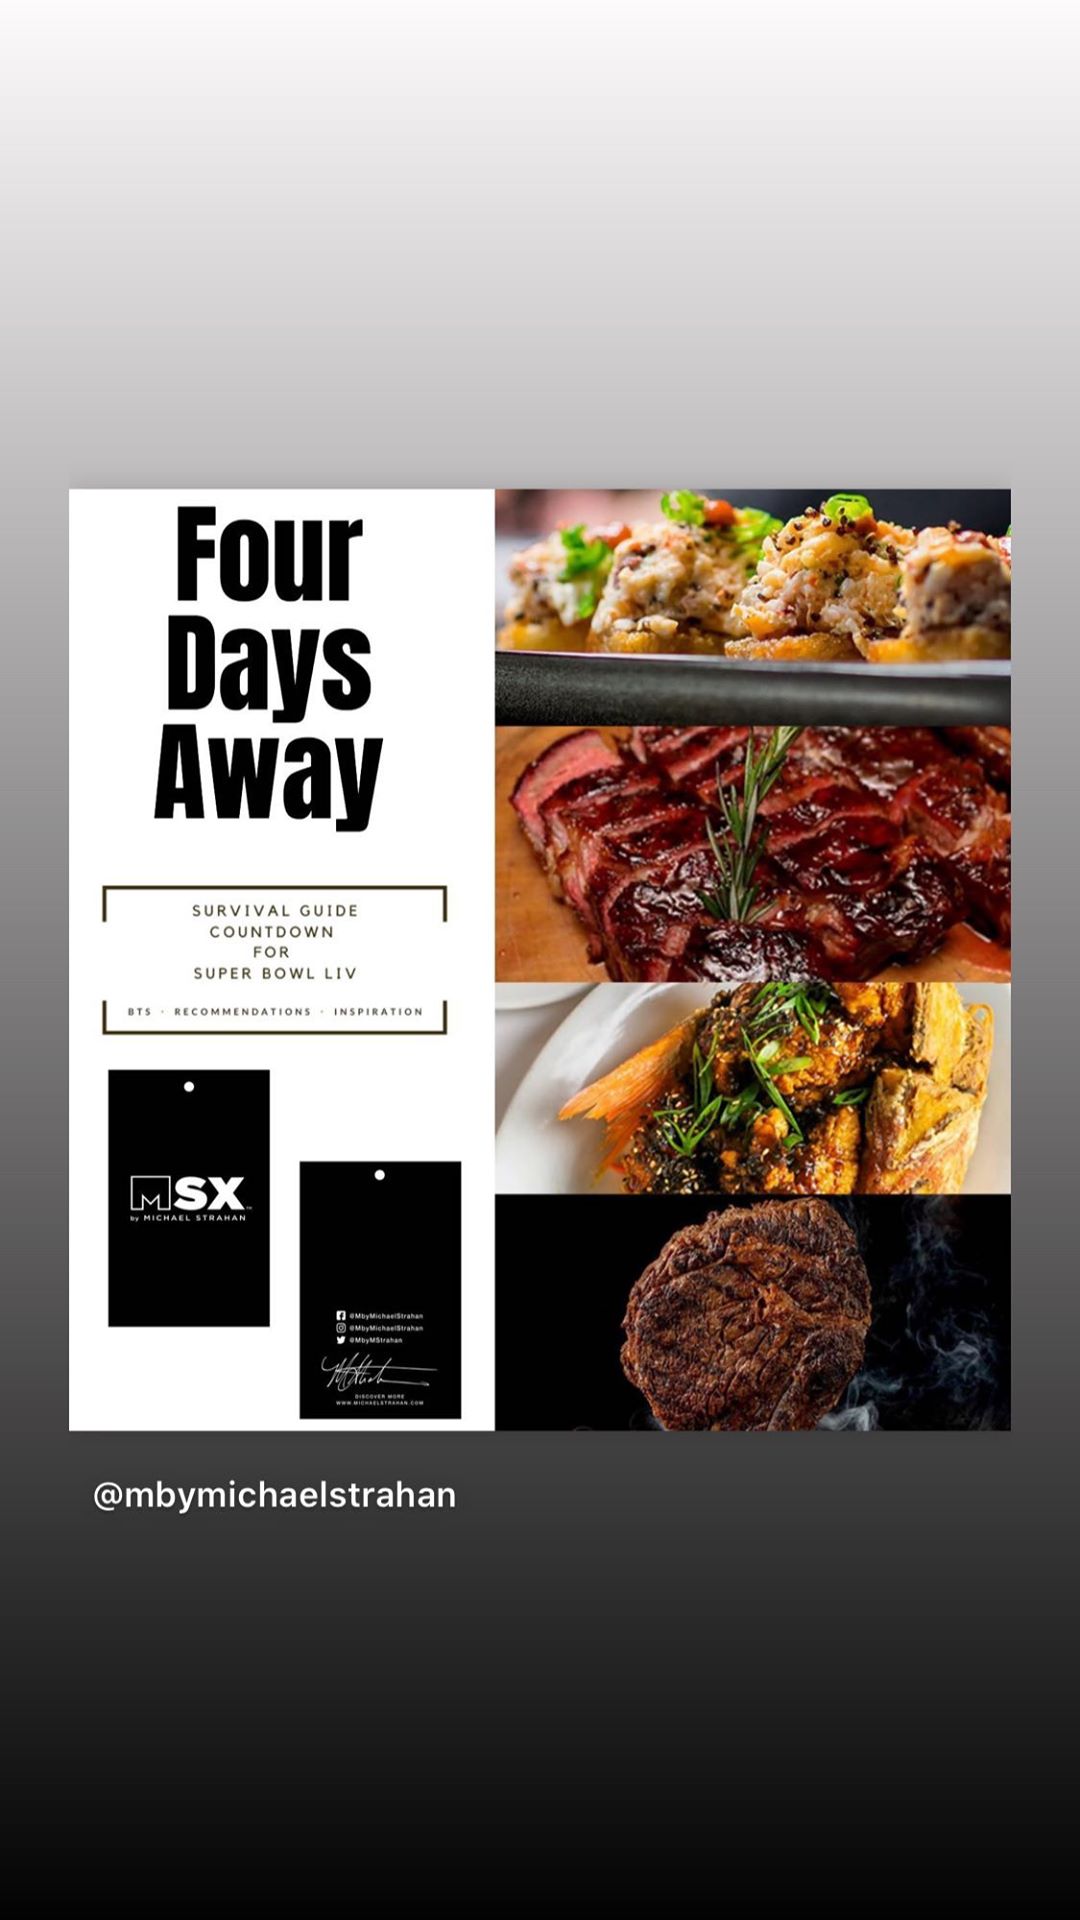 Four
Days
Away
SURVIVAL GUIDE
COUNTDOWN
FOR
SUPER BOWL LIV
BTS · RECOMMENDATIONS · INSPIRATION
MSX
by MICHAEL STRAHAN
@MbyMichaelStrahan
@MbyMichaelStrahan
@MbyMStrahan
DISCOVER MORE
WWW.MICHAELSTRAHAN.COM
@mbymichaelstrahan